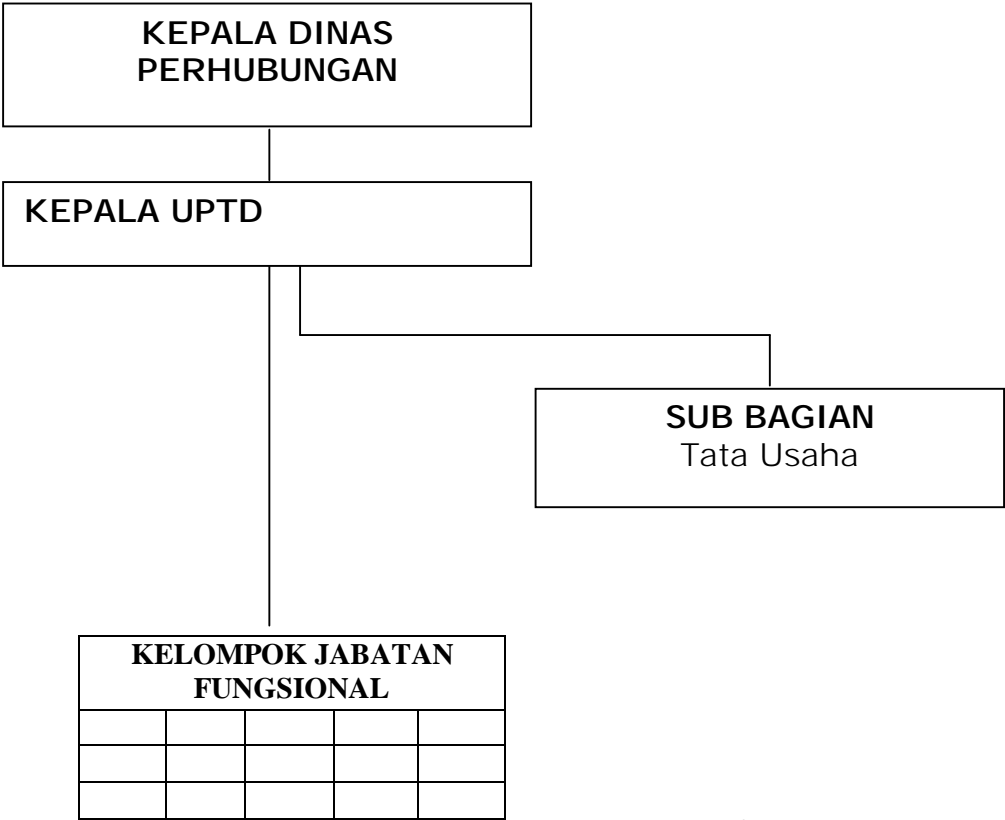 KEPALA DINAS
PERHUBUNGAN
KEPALA UPTD
SUB BAGIAN
Tata Usaha
KELOMPOK JABATAN
FUNGSIONAL